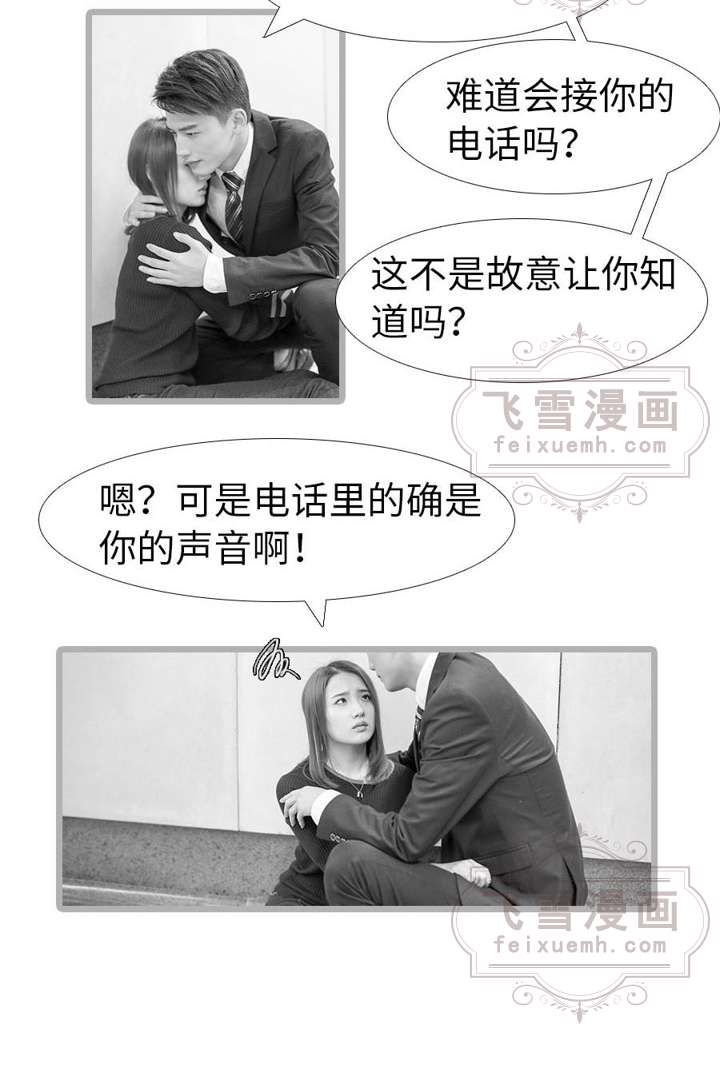 难道会接你的
电话吗？
这不是故意让你知
道吗？
飞雪漫画
feixuemh.com
嗯？可是电话里的确是
你的声音啊！
飞雪漫画
feixuemh.com